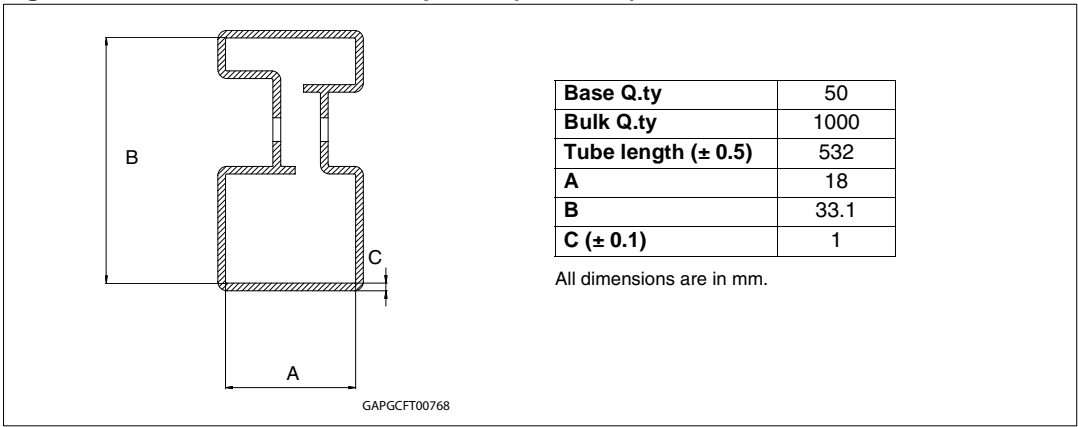 B
C
A
GAPGCFT00768
Base Q.ty 50
Bulk Q.ty 1000
Tube length (± 0.5) 532
A 18
B 33.1
C (± 0.1) 1
All dimensions are in mm.